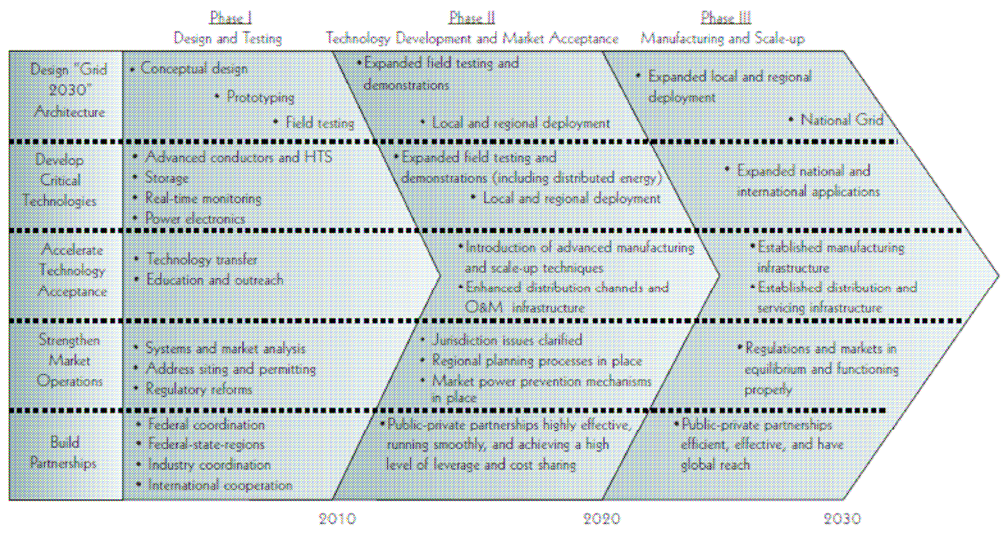 Phase I
Design and Testing
Phase II
Technology Development and Market Acceptance
Phase III
Manufacturing and Scale-up
Design "Grid
2030"
Architecture
• Conceptual design
• Prototyping
• Field testing
• Expanded field testing and
demonstrations
• Local and regional deployment
• Expanded local and regional
deployment
• National Grid
Develop
Critical
Technologies
• Advanced conductors and HTS
• Storage
• Real-time monitoring
• Power electronics
• Expanded field testing and
demonstrations (including distributed energy)
• Local and regional deployment
• Expanded national and
international applications
Accelerate
Technology
Acceptance
• Technology transfer
• Education and outreach
• Introduction of advanced manufacturing
and scale-up techniques
• Enhanced distribution channels and
O&M infrastructure
• Established manufacturing
infrastructure
• Established distribution and
servicing infrastructure
Strengthen
Market
Operations
• Systems and market analysis
• Address siting and permitting
• Regulatory reforms
• Jurisdiction issues clarified
• Regional planning processes in place
• Market power prevention mechanisms
in place
• Regulations and markets in
equilibrium and functioning
properly
Build
Partnerships
• Federal coordination
• Federal-state-regions
• Industry coordination
• International cooperation
• Public-private partnerships highly effective,
running smoothly, and achieving a high
level of leverage and cost sharing
• Public-private partnerships
efficient, effective, and have
global reach
2010
2020
2030